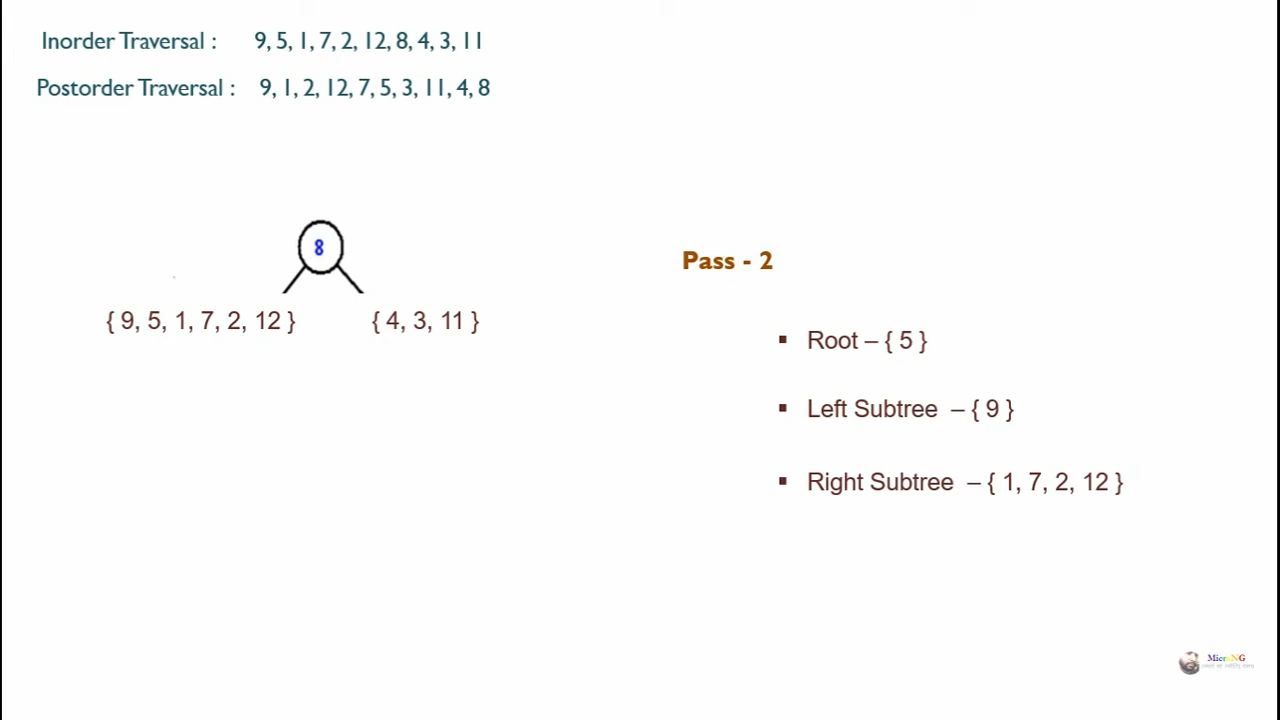 Inorder Traversal : 9, 5, 1, 7, 2, 12, 8, 4, 3, 11
Postorder Traversal : 9, 1, 2, 12, 7, 5, 3, 11, 4, 8
8
{ 9, 5, 1, 7, 2, 12 } { 4, 3, 11 }
Pass - 2
▪ Root – { 5 }
▪ Left Subtree – { 9 }
▪ Right Subtree – { 1, 7, 2, 12 }
MicroNG